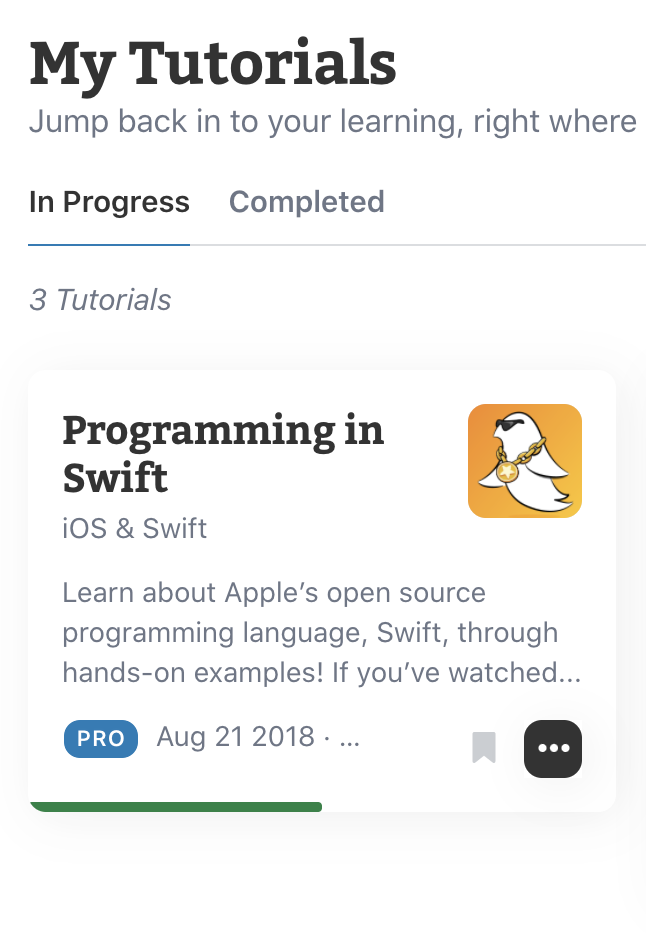 My Tutorials
Jump back in to your learning, right where
In Progress Completed
3 Tutorials
Programming in
Swift
iOS & Swift
Learn about Apple’s open source
programming language, Swift, through
hands-on examples! If you’ve watched...
PRO Aug 21 2018 · ...